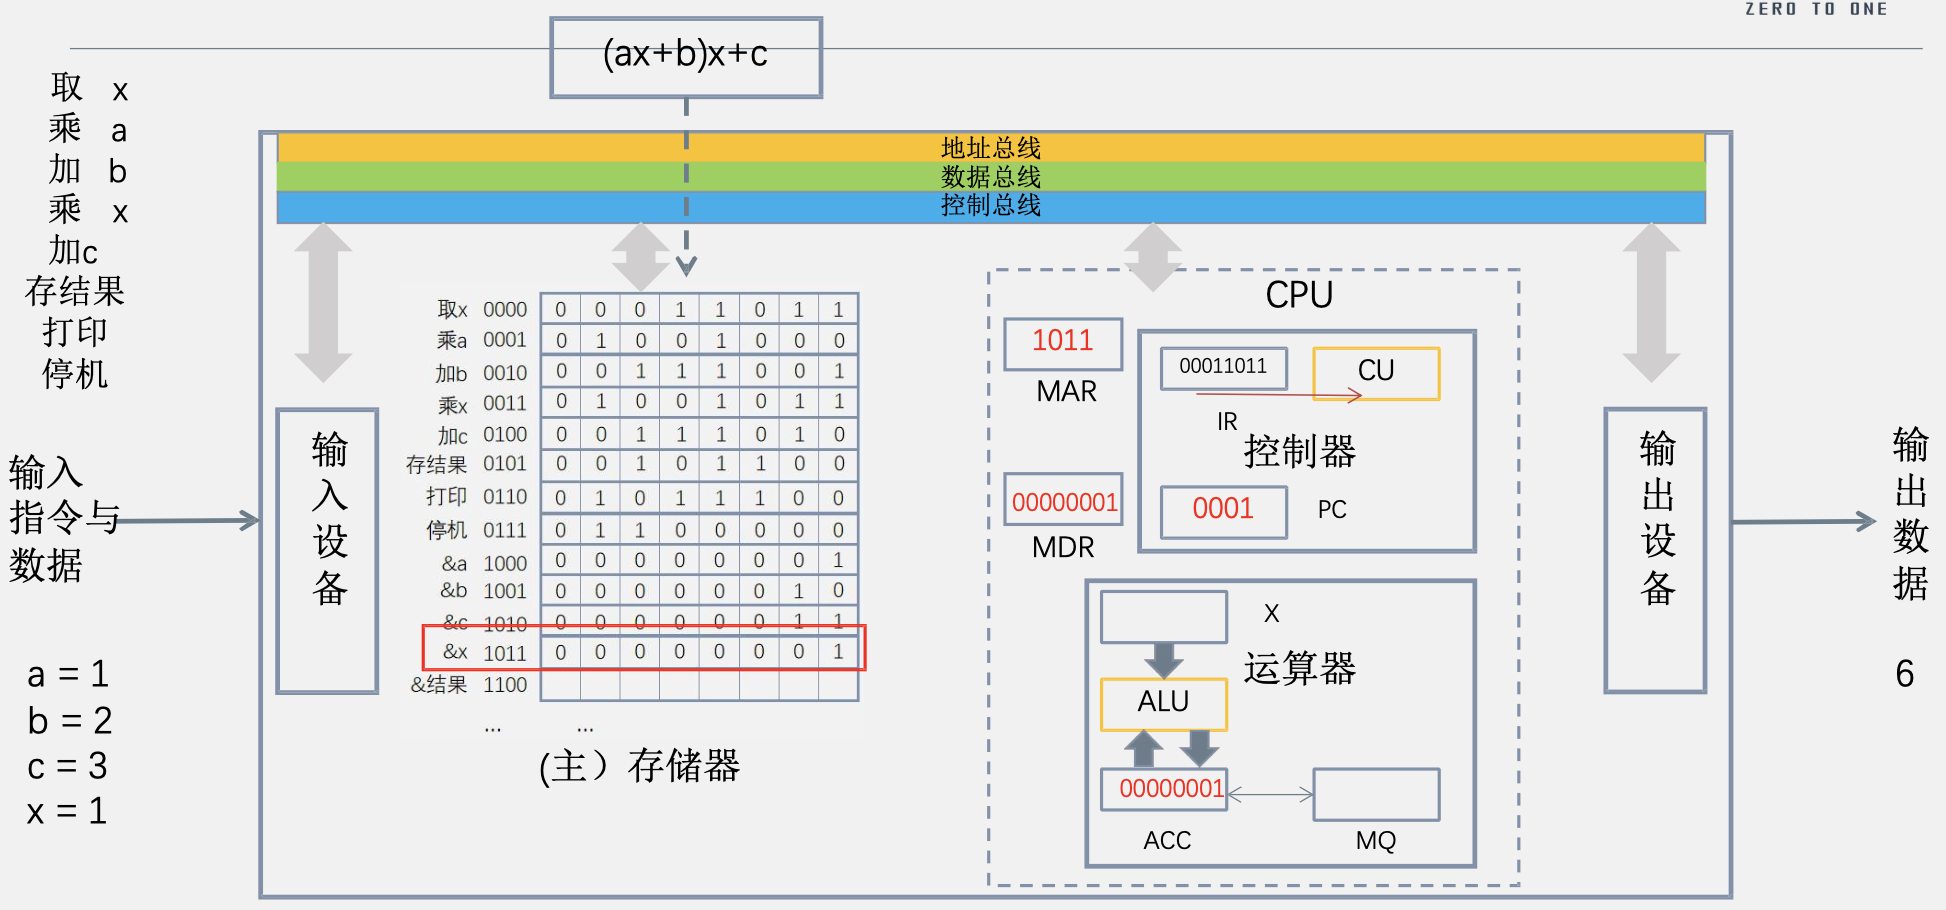 ZERO TO ONE
(ax+b)x+c
取 x
乘 a
加 b
乘 x
加c
存结果
打印
停机
输入
指令与
数据
a = 1
b = 2
c = 3
x = 1
地址总线
数据总线
控制总线
输入设备
取x 0000 0 0 0 1 1 0 1 1
乘a 0001 0 1 0 0 1 0 0 0
加b 0010 0 0 1 1 1 0 0 1
乘x 0011 0 1 0 0 1 0 1 1
加c 0100 0 0 1 1 1 0 1 0
存结果 0101 0 0 1 0 1 1 0 0
打印 0110 0 1 0 1 1 1 0 0
停机 0111 0 1 1 0 0 0 0 0
&a 1000 0 0 0 0 0 0 0 1
&b 1001 0 0 0 0 0 0 1 0
&c 1010 0 0 0 0 0 0 1 1
&x 1011 0 0 0 0 0 0 0 1
&结果 1100
... ...
(主）存储器
CPU
1011
MAR
00000001
MDR
00011011
IR
CU
控制器
0001
PC
X
运算器
ALU
00000001
ACC
MQ
输出设备
输出数据
6